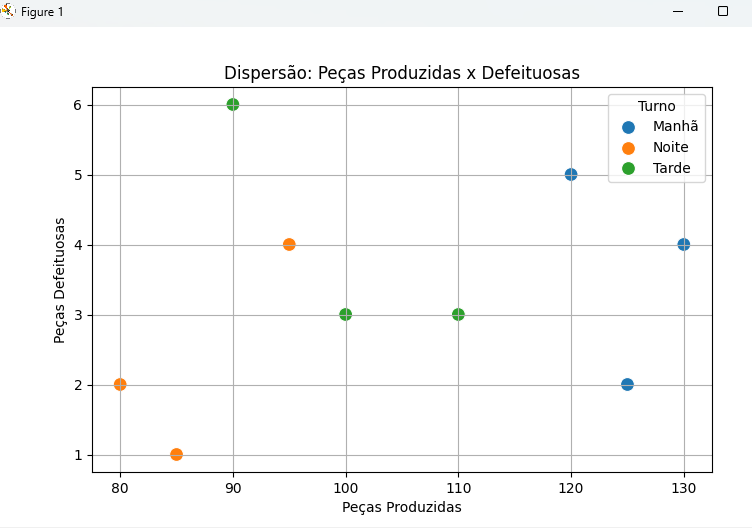 Figure 1
Dispersão: Peças Produzidas x Defeituosas
Turno
Manhã
Noite
Tarde
6
5
4
3
2
1
Peças Defeituosas
80 90 100 110 120 130
Peças Produzidas